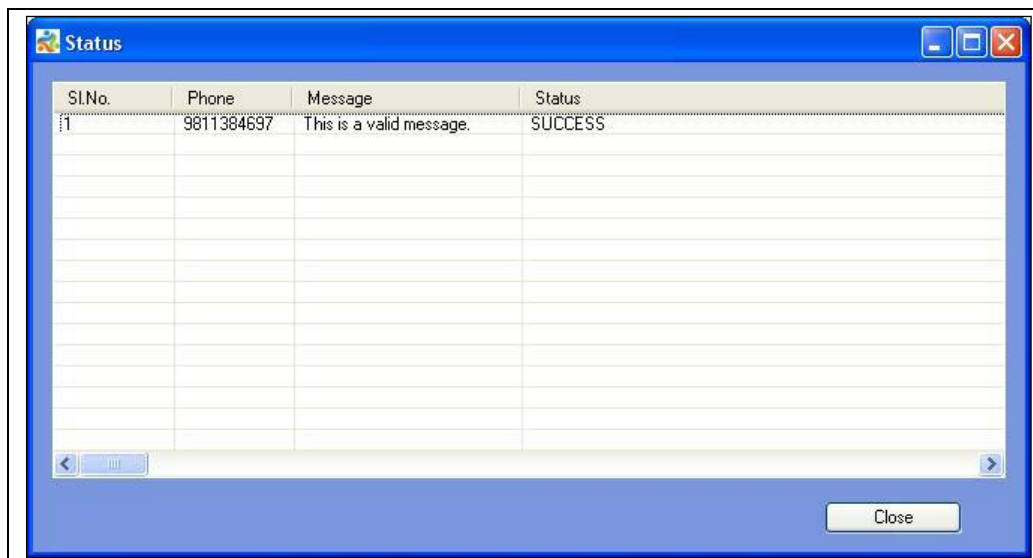 Status
Sl.No. Phone Message Status
1 9811384697 This is a valid message. SUCCESS
Close